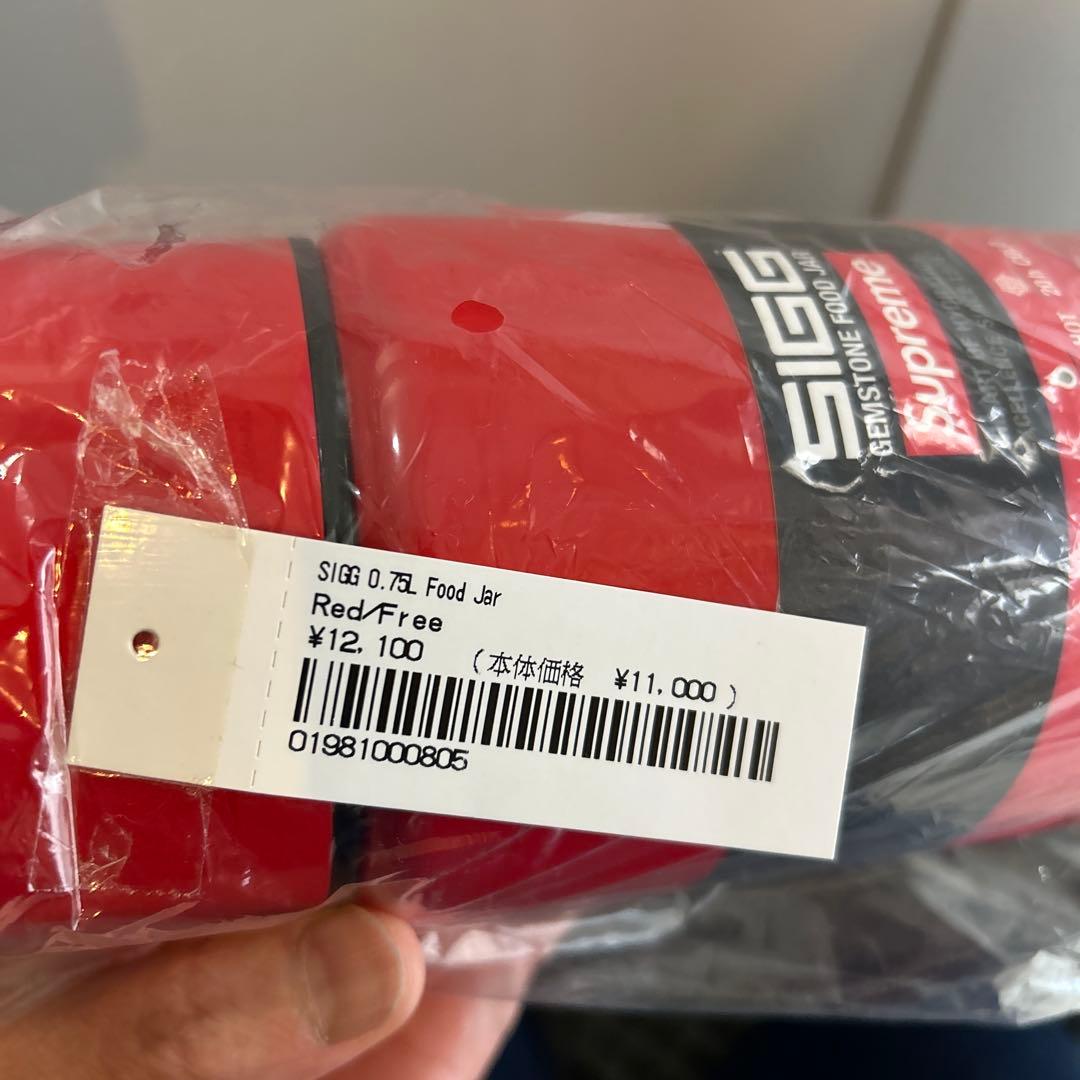 SIGG
GEMSTONE FOOD JAR
Supreme
HOT
SIGG 0.75L Food Jar
Red/Free
¥12,100 (本体価格 ¥11,000)
01981000805